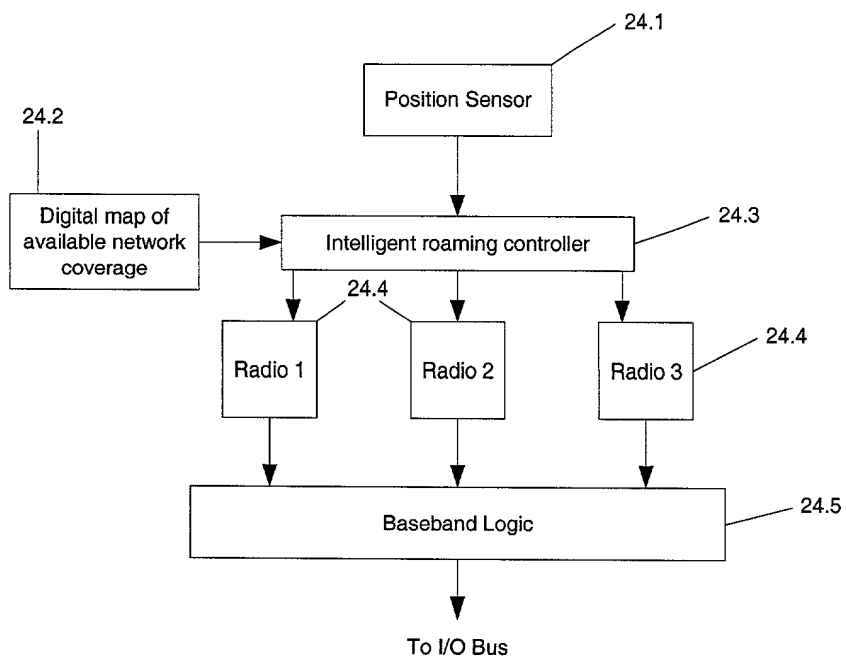 24.1
Position Sensor
24.2
Digital map of
available network
coverage
24.3
Intelligent roaming controller
24.4
24.4
Radio 1
Radio 2
Radio 3
Baseband Logic
24.5
To I/O Bus